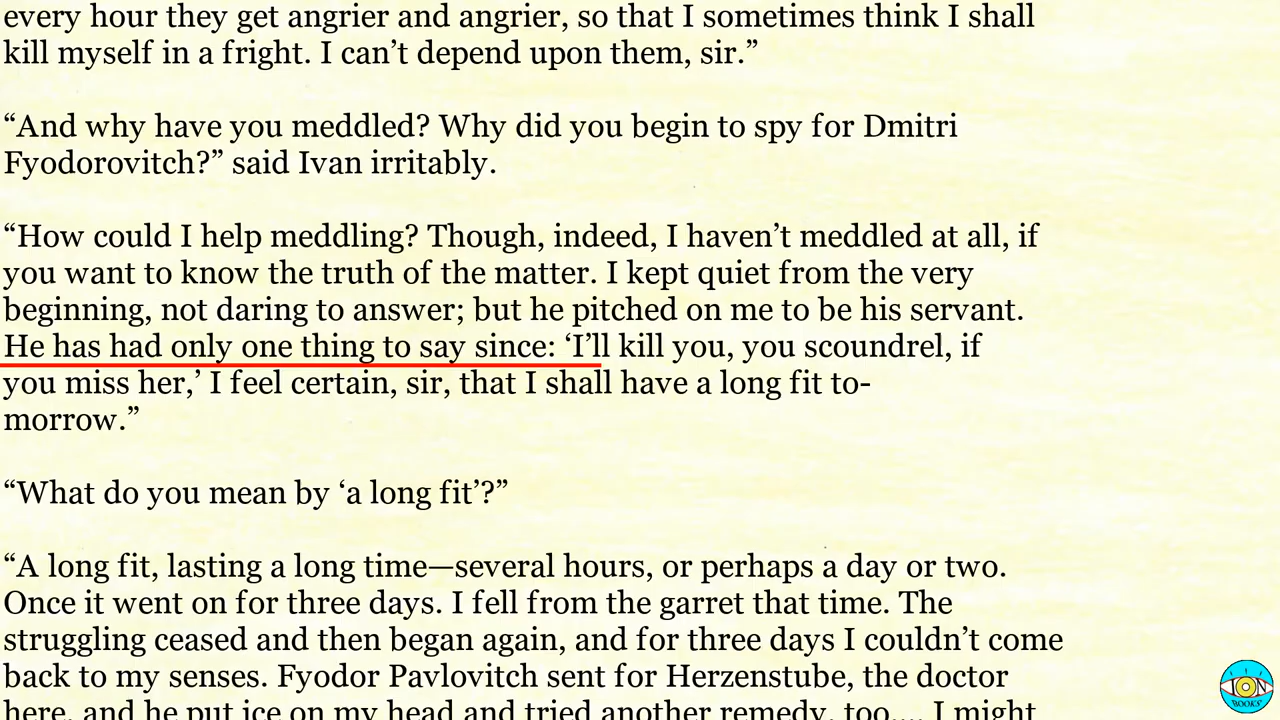 every hour they get angrier and angrier, so that I sometimes think I shall
kill myself in a fright. I can’t depend upon them, sir.”
“And why have you meddled? Why did you begin to spy for Dmitri
Fyodorovitch?” said Ivan irritably.
“How could I help meddling? Though, indeed, I haven’t meddled at all, if
you want to know the truth of the matter. I kept quiet from the very
beginning, not daring to answer; but he pitched on me to be his servant.
He has had only one thing to say since: ‘I’ll kill you, you scoundrel, if
you miss her,’ I feel certain, sir, that I shall have a long fit to-
morrow.”
“What do you mean by ‘a long fit’?”
“A long fit, lasting a long time—several hours, or perhaps a day or two.
Once it went on for three days. I fell from the garret that time. The
struggling ceased and then began again, and for three days I couldn’t come
back to my senses. Fyodor Pavlovitch sent for Herzenstube, the doctor
here, and he put ice on my head and tried another remedy, too.... I might
ION
BOOKS